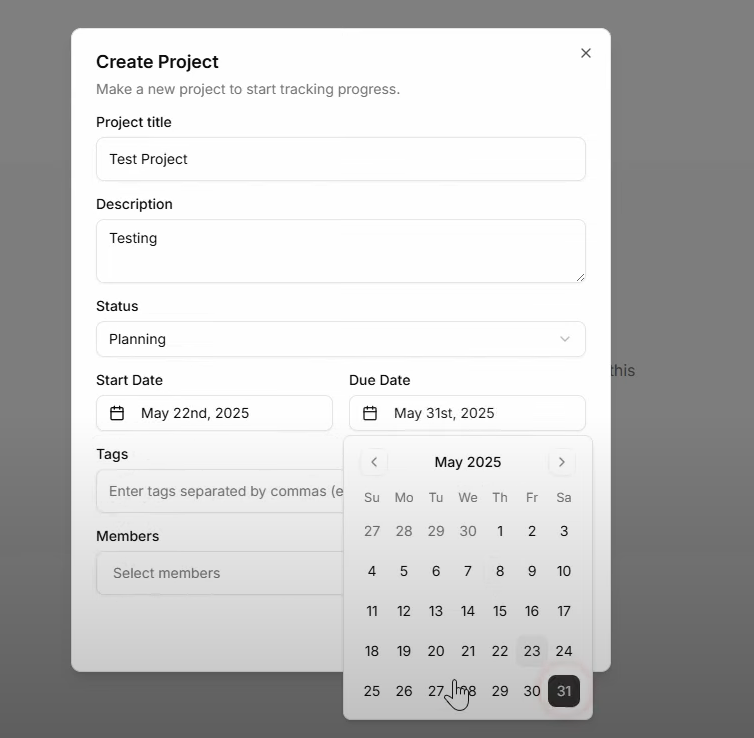 Create Project
Make a new project to start tracking progress.
Project title
Test Project
Description
Testing
Status
Planning
this
Start Date Due Date
May 22nd, 2025 May 31st, 2025
Tags
Enter tags separated by commas (e
Members
Select members
May 2025
Su Mo Tu We Th Fr Sa
27 28 29 30 1 2 3
4 5 6 7 8 9 10
11 12 13 14 15 16 17
18 19 20 21 22 23 24
25 26 27 28 29 30 31